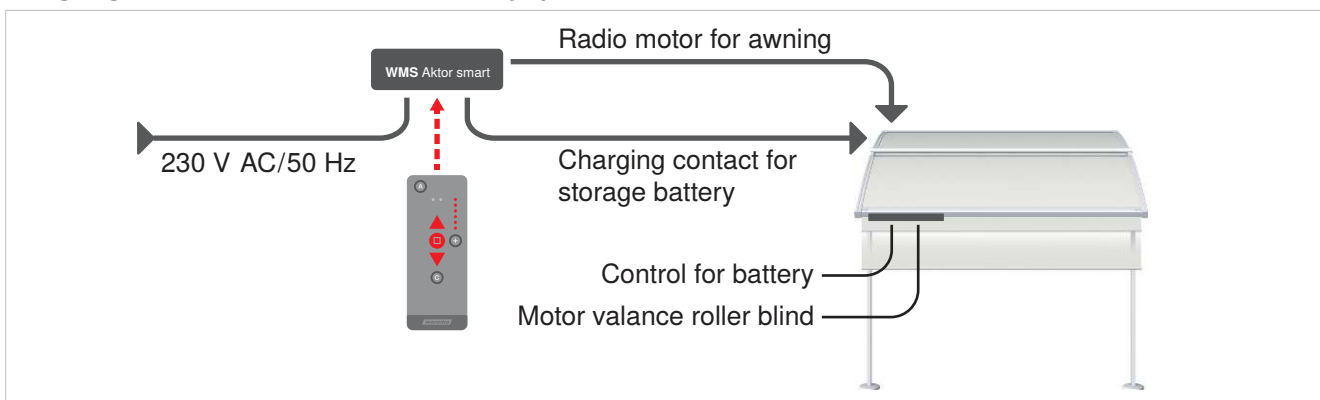 Radio motor for awning
WMS Aktor smart
230 V AC/50 Hz
Charging contact for
storage battery
A
+
C
Control for battery
Motor valance roller blind